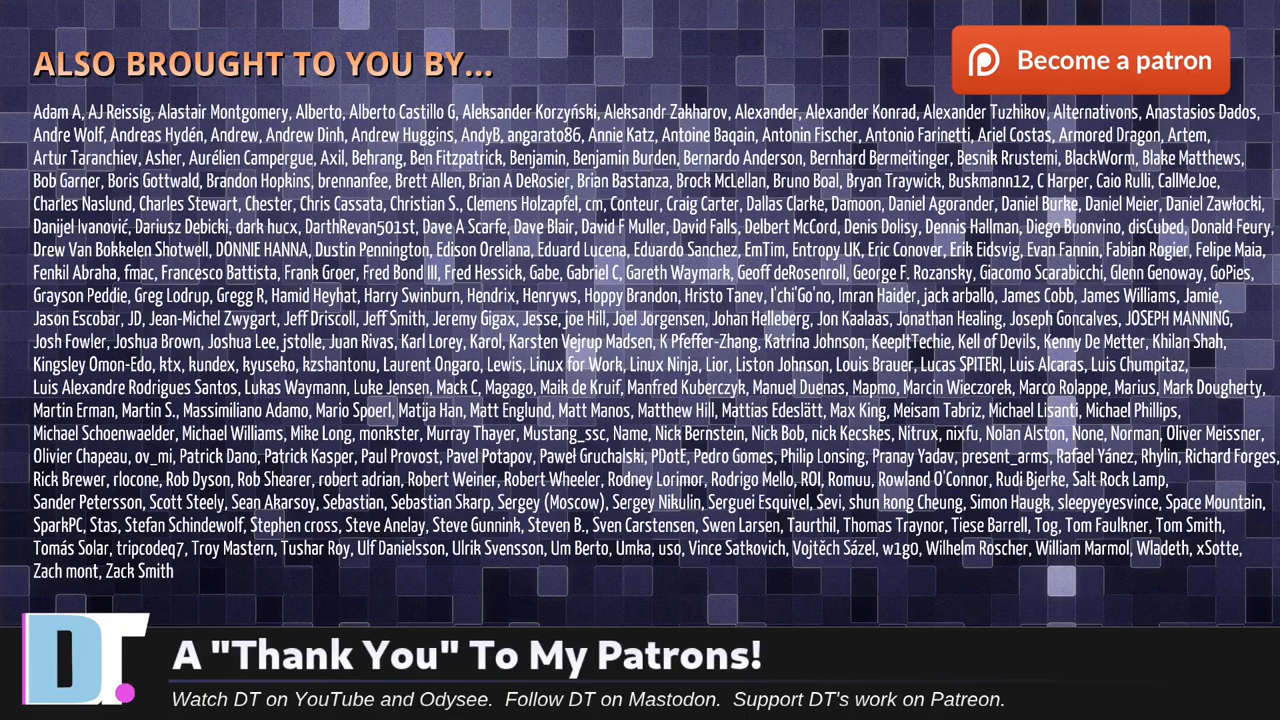 ALSO BROUGHT TO YOU BY...
Become a patron
Adam A, AJ Reissig, Alastair Montgomery, Alberto, Alberto Castillo G, Aleksander Korzyński, Aleksandr Zakharov, Alexander, Alexander Konrad, Alexander Tuzhikov, Alternativons, Anastasios Dados,
Andre Wolf, Andreas Hydén, Andrew, Andrew Dinh, Andrew Huggins, AndyB, angarato86, Annie Katz, Antoine Baqain, Antonin Fischer, Antonio Farinetti, Ariel Costas, Armored Dragon, Artem,
Artur Taranchiev, Asher, Aurélien Campergue, Axil, Behrang, Ben Fitzpatrick, Benjamin, Benjamin Burden, Bernardo Anderson, Bernhard Bermeitinger, Besnik Rrustemi, BlackWorm, Blake Matthews,
Bob Garner, Boris Gottwald, Brandon Hopkins, brennanfee, Brett Allen, Brian A DeRosier, Brian Bastanza, Brock McLellan, Bruno Boal, Bryan Traywick, Buskmann12, C Harper, Caio Rulli, CallMeJoe,
Charles Naslund, Charles Stewart, Chester, Chris Cassata, Christian S., Clemens Holzapfel, cm, Conteur, Craig Carter, Dallas Clarke, Damoon, Daniel Agorander, Daniel Burke, Daniel Meier, Daniel Zawłocki,
Danijel Ivanović, Dariusz Debicki, dark hucx, DarthRevan501st, Dave A Scarfe, Dave Blair, David F Muller, David Falls, Delbert McCord, Denis Dolisy, Dennis Hallman, Diego Buonvino, disCubed, Donald Feury,
Drew Van Bokkelen Shotwell, DONNIE HANNA, Dustin Pennington, Edison Orellana, Eduard Lucena, Eduardo Sanchez, EmTim, Entropy UK, Eric Conover, Erik Eidsvig, Evan Fannin, Fabian Rogier, Felipe Maia,
Fenkil Abraha, fmac, Francesco Battista, Frank Groer, Fred Bond III, Fred Hessick, Gabe, Gabriel C, Gareth Waymark, Geoff deRosenroll, George F. Rozansky, Giacomo Scarabicchi, Glenn Genoway, GoPies,
Grayson Peddie, Greg Lodrup, Gregg R, Hamid Heyhat, Harry Swinburn, Hendrix, Henryws, Hoppy Brandon, Hristo Tanev, I'chi'Go'no, Imran Haider, jack arballo, James Cobb, James Williams, Jamie,
Jason Escobar, JD, Jean-Michel Zwygart, Jeff Driscoll, Jeff Smith, Jeremy Gigax, Jesse, joe Hill, Joel Jorgensen, Johan Helleberg, Jon Kaalaas, Jonathan Healing, Joseph Goncalves, JOSEPH MANNING,
Josh Fowler, Joshua Brown, Joshua Lee, jstolle, Juan Rivas, Karl Lorey, Karol, Karsten Vejrup Madsen, K Pfeffer-Zhang, Katrina Johnson, KeepItTechie, Kell of Devils, Kenny De Metter, Khilan Shah,
Kingsley Omon-Edo, ktx, kundex, kyuseko, kzshantonu, Laurent Ongaro, Lewis, Linux for Work, Linux Ninja, Lior, Liston Johnson, Louis Brauer, Lucas SPITERI, Luis Alcaras, Luis Chumpitaz,
Luis Alexandre Rodrigues Santos, Lukas Waymann, Luke Jensen, Mack C, Magago, Maik de Kruif, Manfred Kuberczyk, Manuel Duenas, Mapmo, Marcin Wieczorek, Marco Rolappe, Marius, Mark Dougherty,
Martin Erman, Martin S., Massimiliano Adamo, Mario Spoerl, Matija Han, Matt Englund, Matt Manos, Matthew Hill, Mattias Edeslätt, Max King, Meisam Tabriz, Michael Lisanti, Michael Phillips,
Michael Schoenwaelder, Michael Williams, Mike Long, monkster, Murray Thayer, Mustang_ssc, Name, Nick Bernstein, Nick Bob, nick Kecskes, Nitrux, nixfu, Nolan Alston, None, Norman, Oliver Meissner,
Olivier Chapeau, ov_mi, Patrick Dano, Patrick Kasper, Paul Provost, Pavel Potapov, Paweł Gruchalski, PDotE, Pedro Gomes, Philip Lonsing, Pranay Yadav, present_arms, Rafael Yánez, Rhylin, Richard Forges,
Rick Brewer, rlocone, Rob Dyson, Rob Shearer, robert adrian, Robert Weiner, Robert Wheeler, Rodney Lorimor, Rodrigo Mello, ROI, Romuu, Rowland O'Connor, Rudi Bjerke, Salt Rock Lamp,
Sander Petersson, Scott Steely, Sean Akarsoy, Sebastian, Sebastian Skarp, Sergey (Moscow), Sergey Nikulin, Serguei Esquivel, Sevi, shun kong Cheung, Simon Haugk, sleepyeyesvince, Space Mountain,
SparkPC, Stas, Stefan Schindewolf, Stephen cross, Steve Anelay, Steve Gunnink, Steven B., Sven Carstensen, Swen Larsen, Taurthil, Thomas Traynor, Tiese Barrell, Tog, Tom Faulkner, Tom Smith,
Tomás Solar, tripcodeq7, Troy Mastern, Tushar Roy, Ulf Danielsson, Ulrik Svensson, Um Berto, Umka, uso, Vince Satkovich, Vojtěch Sázel, w1g0, Wilhelm Roscher, William Marmol, Wladeth, xSotte,
Zach mont, Zack Smith
DT
A "Thank You" To My Patrons!
Watch DT on YouTube and Odysee. Follow DT on Mastodon. Support DT's work on Patreon.